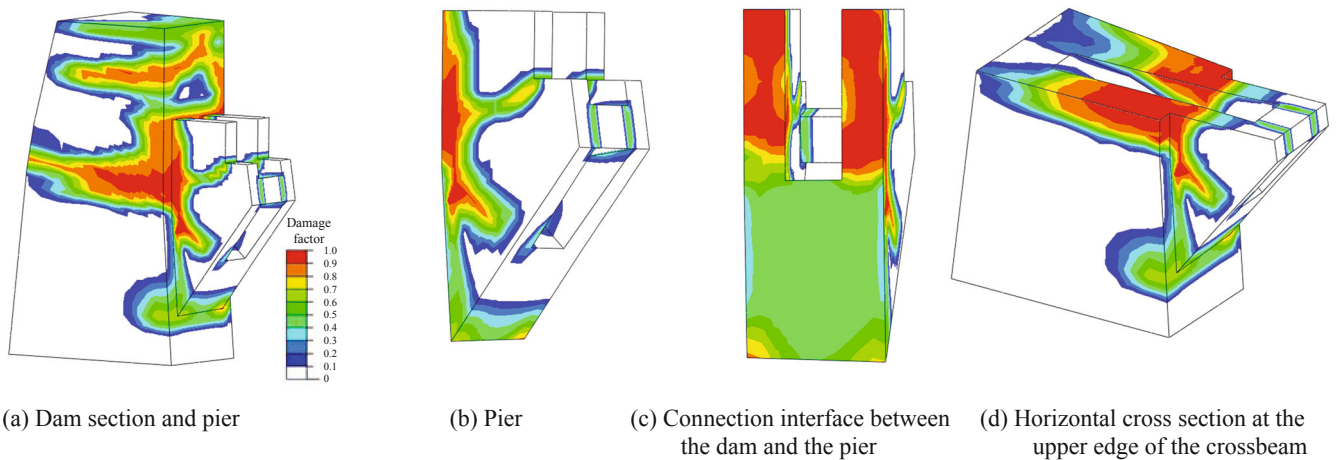 Damage
factor
1.0
0.9
0.8
0.7
0.6
0.5
0.4
0.3
0.2
0.1
0
(a) Dam section and pier
(b) Pier
(c) Connection interface between
the dam and the pier
(d) Horizontal cross section at the
upper edge of the crossbeam